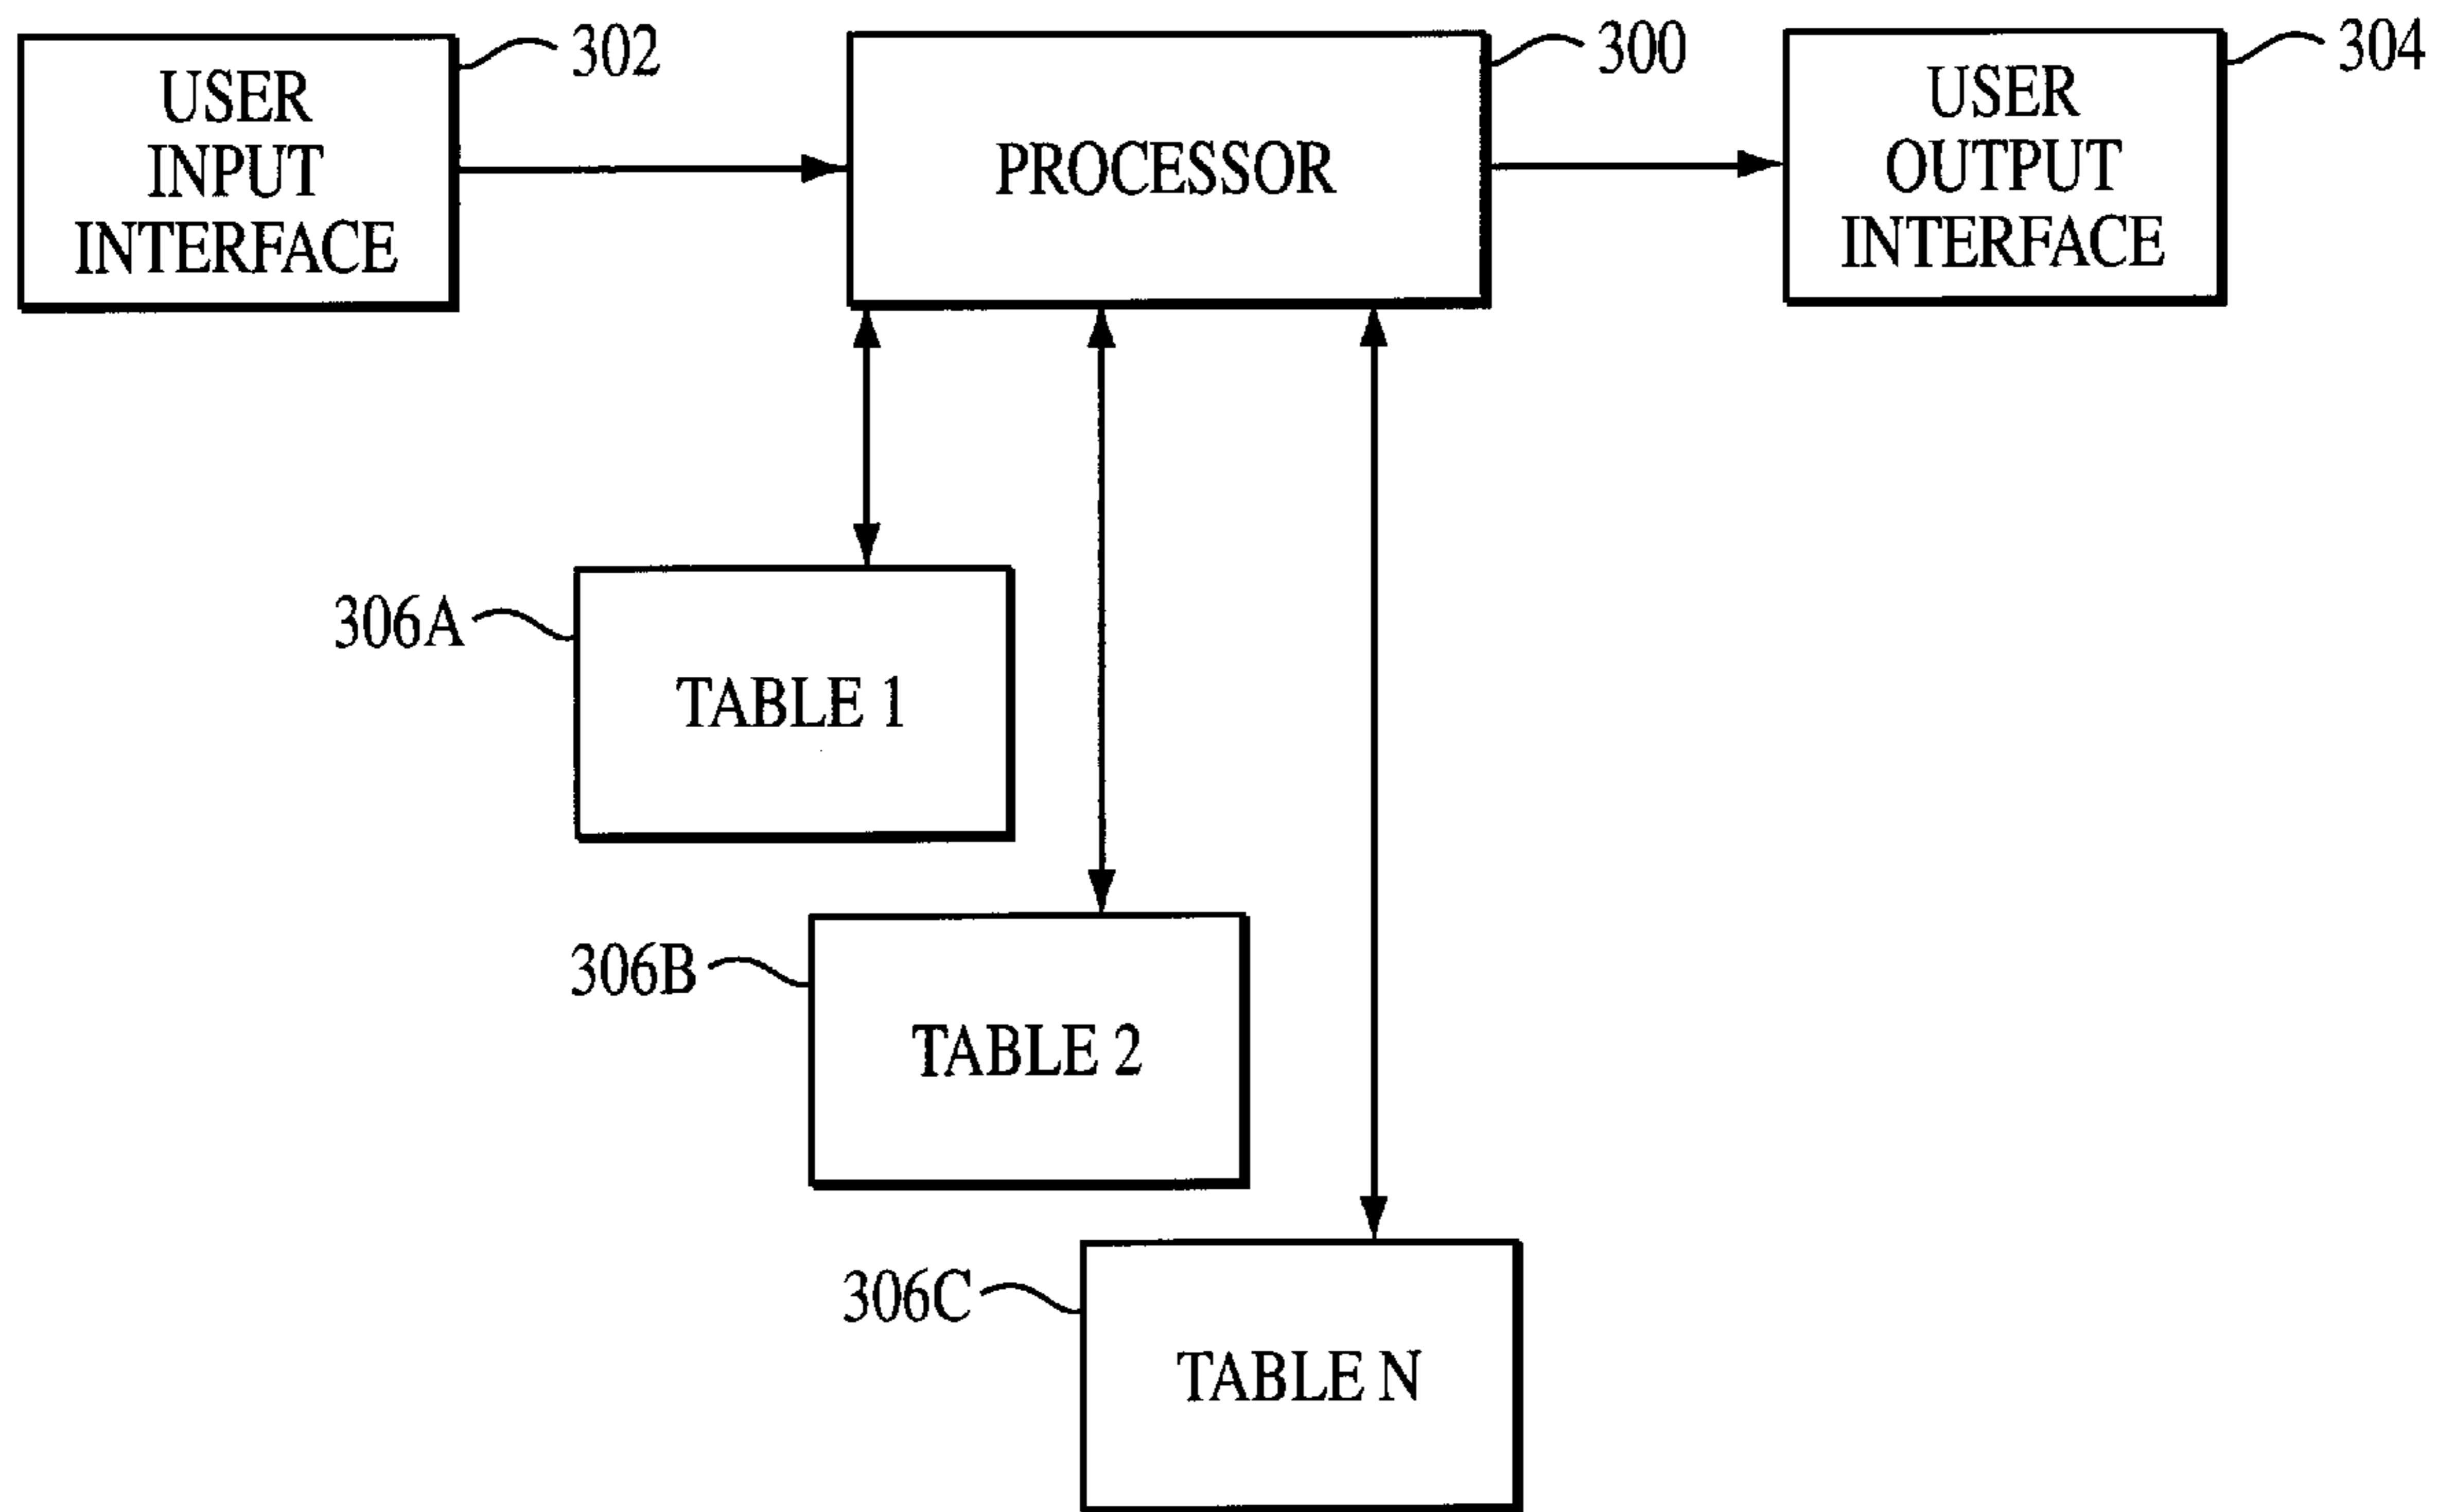 USER
INPUT
INTERFACE
302
PROCESSOR
300
USER
OUTPUT
INTERFACE
304
306A
TABLE 1
306B
TABLE 2
306C
TABLE N